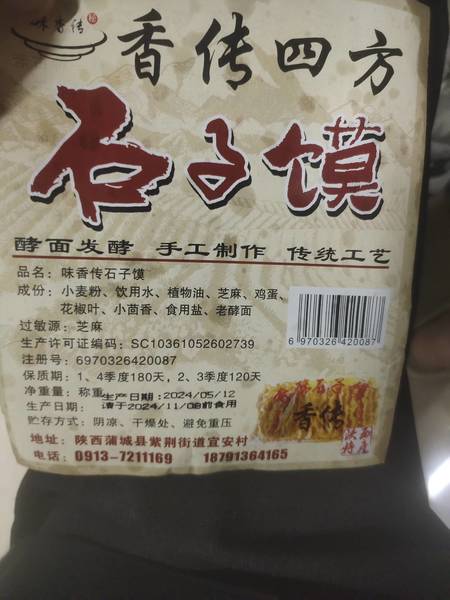 味香传
香传四方
石子馍
酵面发酵 手工制作 传统工艺
品名：味香传石子馍
成份：小麦粉、饮用水、植物油、芝麻、鸡蛋、
花椒叶、小茴香、食用盐、老酵面
过敏源：芝麻
生产许可证编码：SC10361052602739
注册号：6970326420087
保质期：1、4季度180天，2、3季度120天
净重量：称重
生产日期：2024/05/12
生产日期：
请于2024/11/08前食用
贮存方式：阴凉、干燥处、避免重压
地址：陕西蒲城县紫荆街道宜安村
电话：0913-7211169 18791364165
6 970326 420087
香传